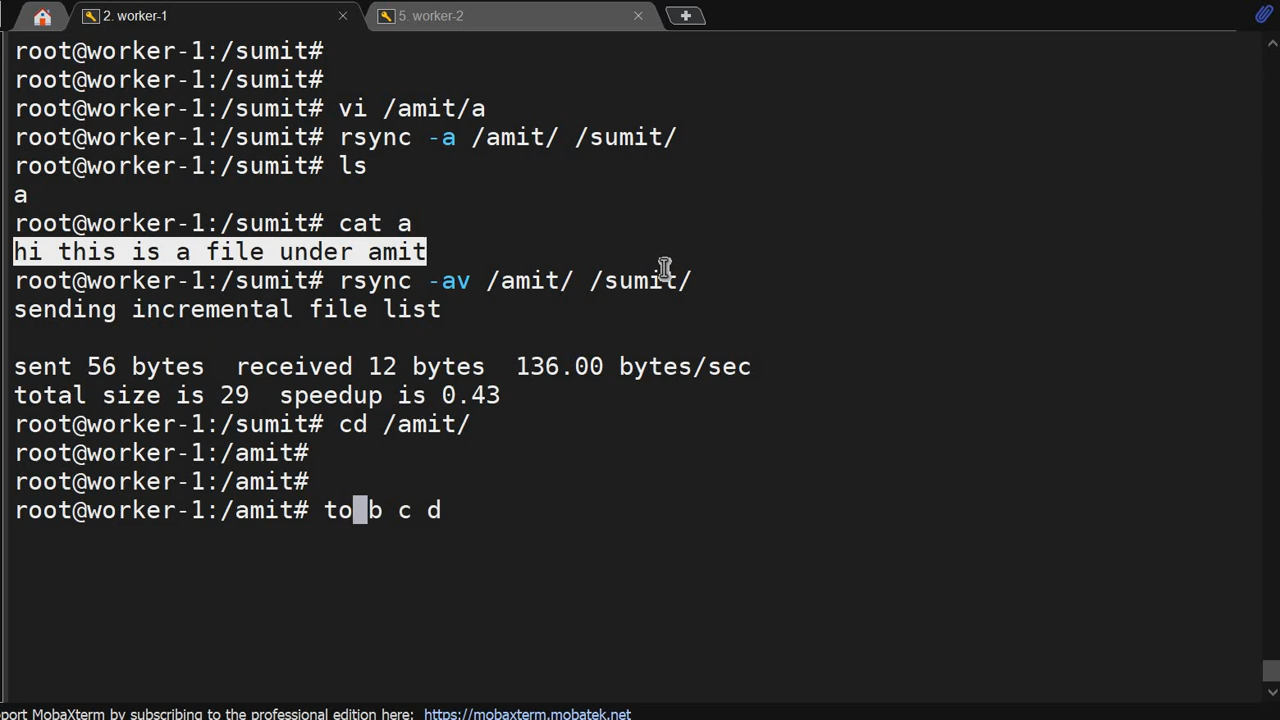 2. worker-1
5. worker-2
root@worker-1:/sumit#
root@worker-1:/sumit#
root@worker-1:/sumit# vi /amit/a
root@worker-1:/sumit# rsync -a /amit/ /sumit/
root@worker-1:/sumit# ls
a
root@worker-1:/sumit# cat a
hi this is a file under amit
root@worker-1:/sumit# rsync -av /amit/ /sumit/
sending incremental file list
sent 56 bytes  received 12 bytes  136.00 bytes/sec
total size is 29  speedup is 0.43
root@worker-1:/sumit# cd /amit/
root@worker-1:/amit#
root@worker-1:/amit#
root@worker-1:/amit# to b c d
port MobaXterm by subscribing to the professional edition here: https://mobaxterm.mobatek.net